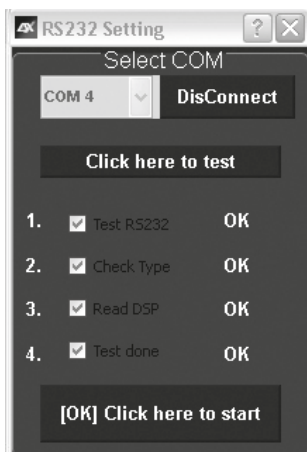 RS232 Setting
Select COM
COM 4 DisConnect
Click here to test
1. Test RS232 OK
2. Check Type OK
3. Read DSP OK
4. Test done OK
[OK] Click here to start